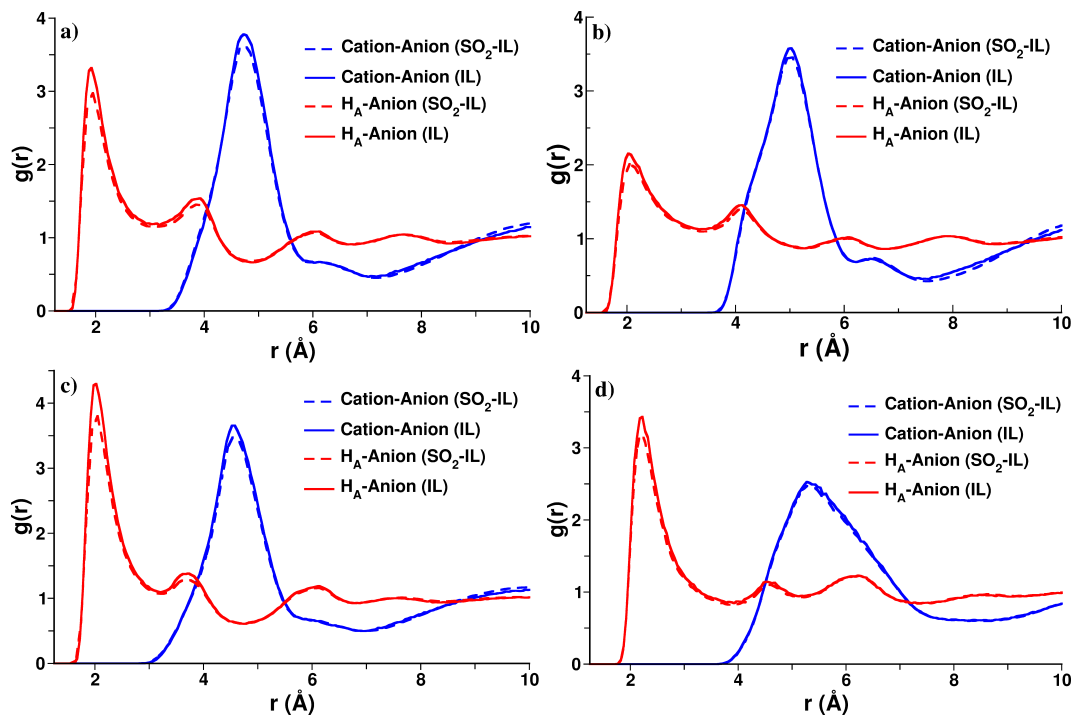 a)
Cation-Anion (SO2-IL)
Cation-Anion (IL)
HA-Anion (SO2-IL)
HA-Anion (IL)
g(r)
4
3
2
1
0
2
4
6
8
10
r (Å)
b)
Cation-Anion (SO2-IL)
Cation-Anion (IL)
HA-Anion (SO2-IL)
HA-Anion (IL)
g(r)
4
3
2
1
0
2
4
6
8
10
r (Å)
c)
Cation-Anion (SO2-IL)
Cation-Anion (IL)
HA-Anion (SO2-IL)
HA-Anion (IL)
g(r)
4
3
2
1
0
2
4
6
8
10
r (Å)
d)
Cation-Anion (SO2-IL)
Cation-Anion (IL)
HA-Anion (SO2-IL)
HA-Anion (IL)
g(r)
4
3
2
1
0
2
4
6
8
10
r (Å)